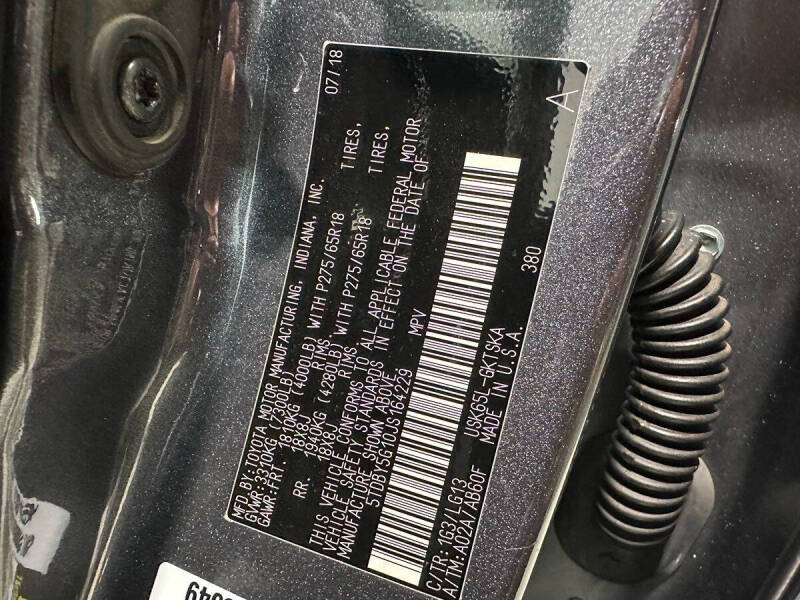 MFD.BY:TOYOTA MOTOR MANUFACTURING, INDIANA, INC. 07/18
GVWR:3310KG (7300LB)
GAWR:FRT. 1810KG (4000LB) WITH P275/65R18 TIRES,
18X8J RIMS
RR. 1940KG (4280LB) WITH P275/65R18 TIRES,
18X8J RIMS
THIS VEHICLE CONFORMS TO ALL APPLICABLE FEDERAL MOTOR
VEHICLE SAFETY STANDARDS IN EFFECT ON THE DATE OF
MANUFACTURE SHOWN ABOVE.
5TDBY5G10JS164229 MPV
A
C/TR: 1G3/LG13 USK65L-GKTSKA 380
A/TM:A02A/AB60F MADE IN U.S.A.